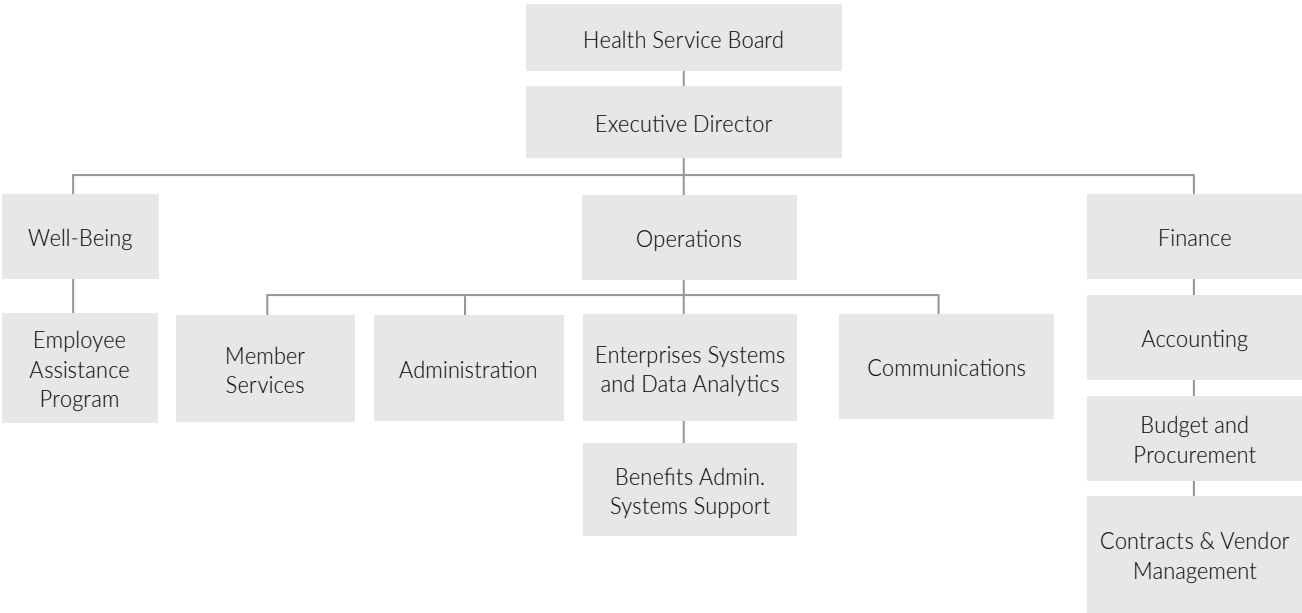 Health Service Board
Executive Director
Well-Being
Operations
Finance
Employee
Assistance
Program
Member
Services
Administration
Enterprises Systems
and Data Analytics
Communications
Accounting
Benefits Admin.
Systems Support
Budget and
Procurement
Contracts & Vendor
Management